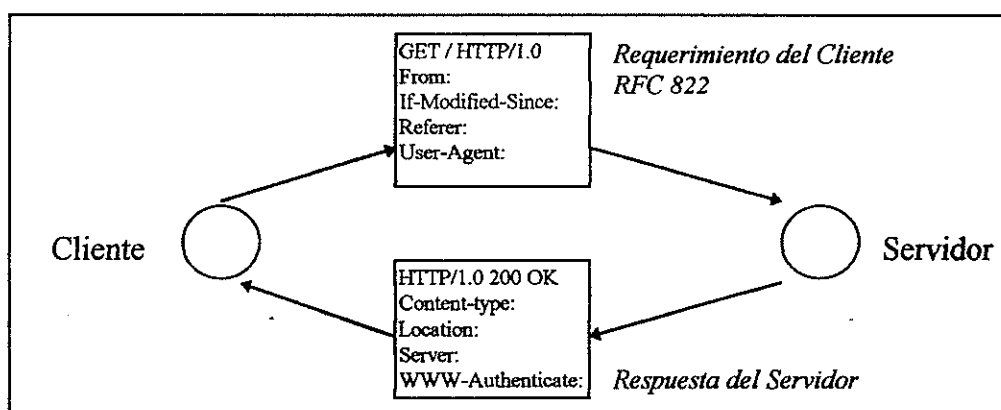 GET / HTTP/1.0
From:
If-Modified-Since:
Referer:
User-Agent:
Requerimiento del Cliente
RFC 822
Cliente
Servidor
HTTP/1.0 200 OK
Content-type:
Location:
Server:
WWW-Authenticate:
Respuesta del Servidor